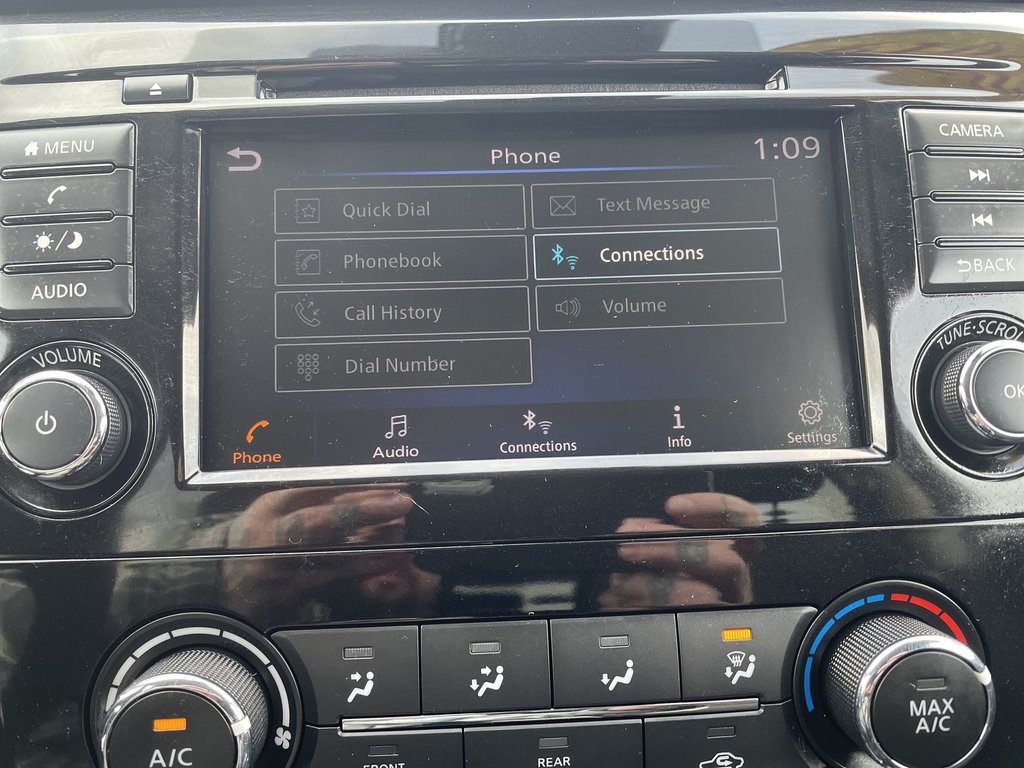 MENU
AUDIO
VOLUME
Phone
1:09
Quick Dial
Text Message
Phonebook
Connections
Call History
Volume
Dial Number
Phone
Audio
Connections
Info
Settings
CAMERA
BACK
TUNE·SCROLL
OK
A/C
FRONT
REAR
MAX
A/C